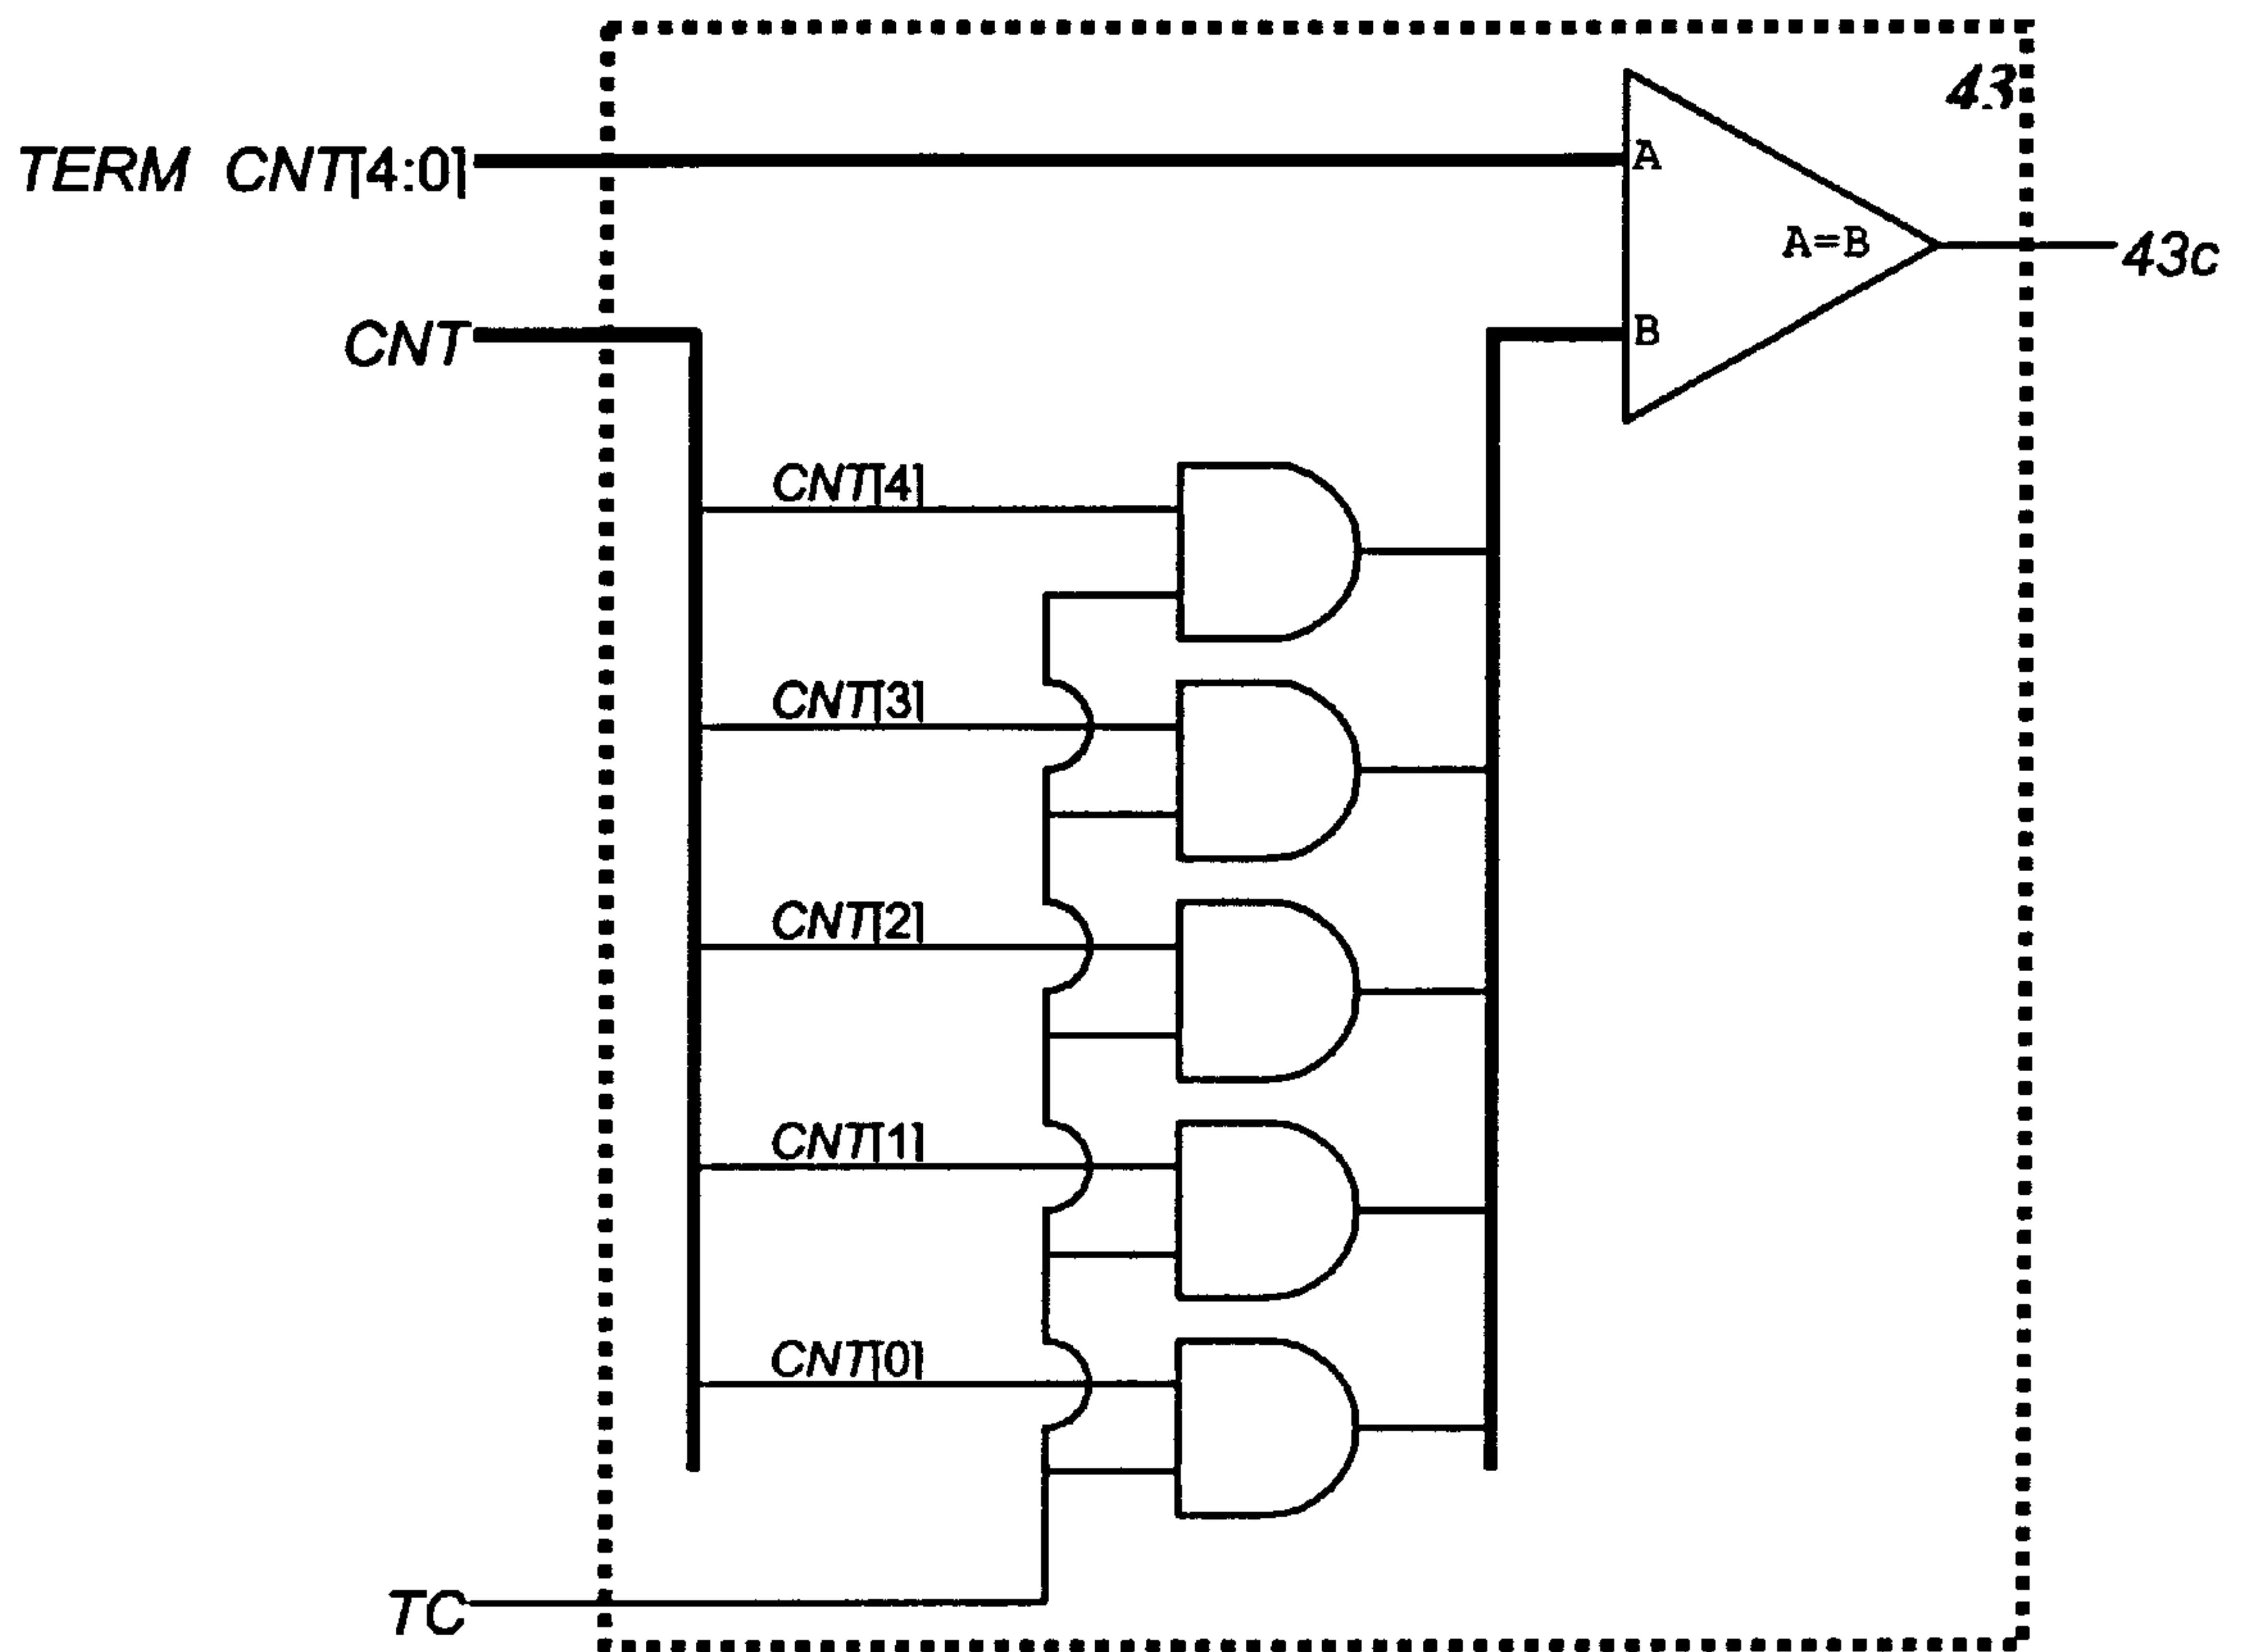 43
TERM CNT[4:0]
A
A=B
43c
CNT
B
CNT[4]
CNT[3]
CNT[2]
CNT[1]
CNT[0]
TC